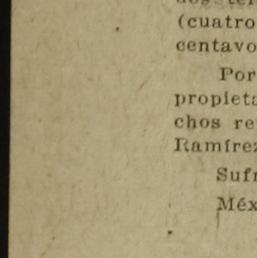 (cuatro
centavo
Por
propieta
chos re
Ramírez
Sufr
Méx